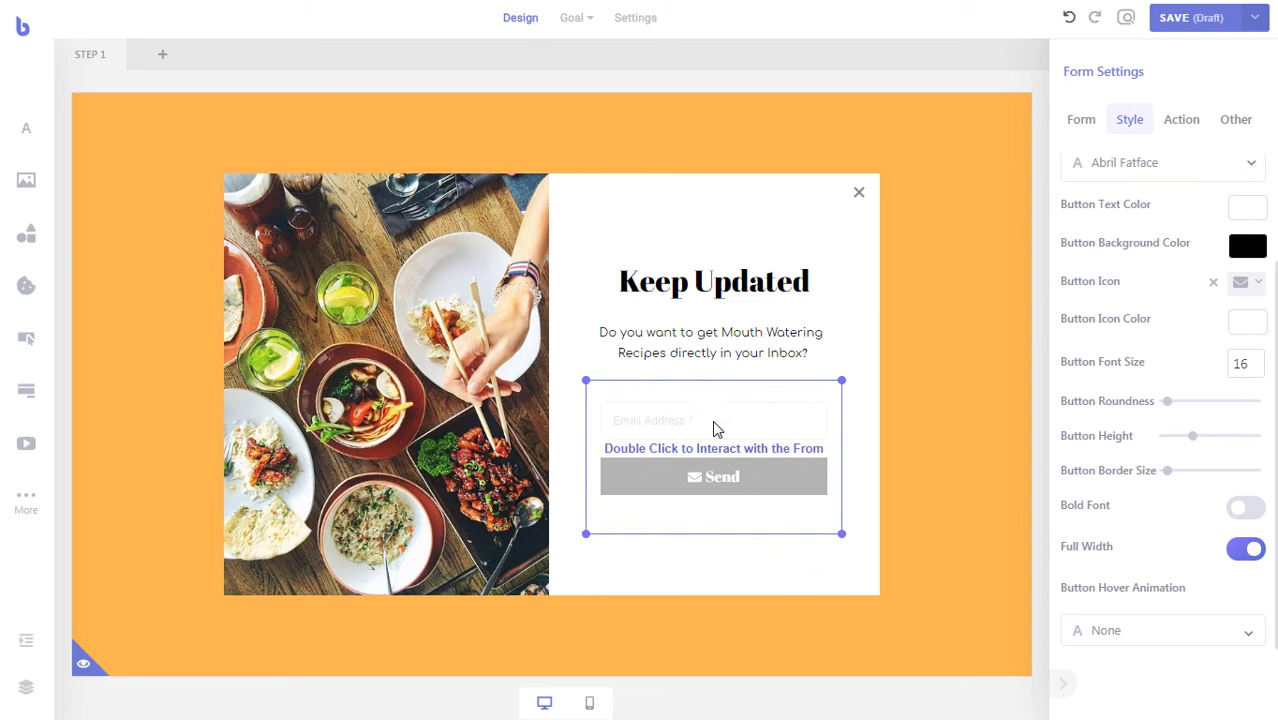 Design
Goal
Settings
SAVE (Draft)
STEP 1
+
Form Settings
Form
Style
Action
Other
A Abril Fatface
Button Text Color
Button Background Color
Button Icon
Button Icon Color
Button Font Size
16
Button Roundness
Button Height
Button Border Size
Bold Font
Full Width
Button Hover Animation
A None
A
More
Keep Updated
Do you want to get Mouth Watering
Recipes directly in your Inbox?
Email Address *
Double Click to Interact with the From
Send